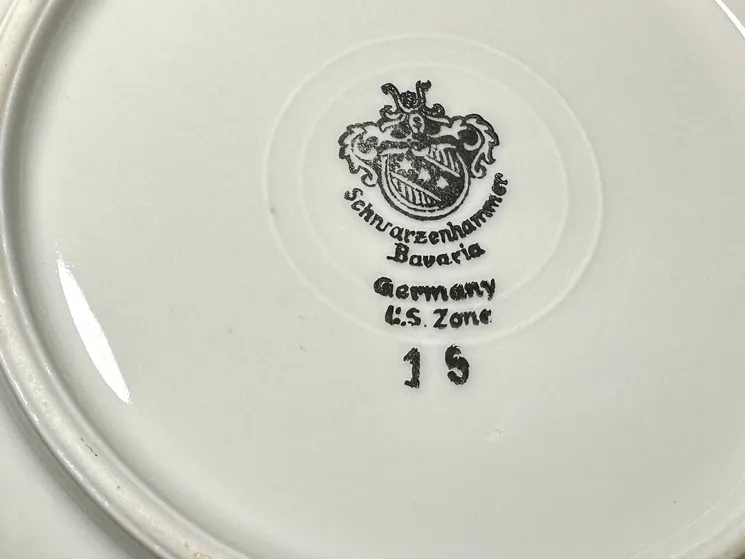 Schwarzenhammer
Bavaria
Germany
U.S. Zone
15